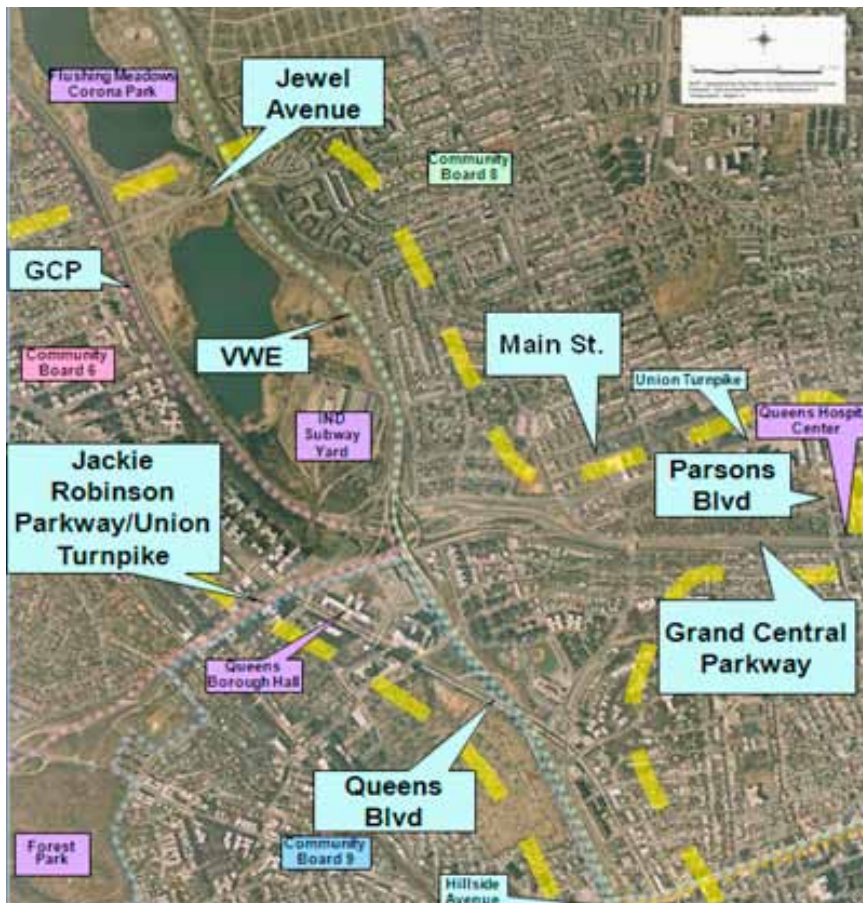 Flushing Meadows
Corona Park
Jewel
Avenue
Community
Board 8
GCP
VWE
Main St.
Community
Board 6
Union Turnpike
IND
Subway
Yard
Queens Hospit
Center
Jackie
Robinson
Parkway/Union
Turnpike
Parsons
Blvd
Grand Central
Parkway
Queens
Borough Hall
Queens
Blvd
Forest
Park
Community
Board 9
Hillside
Avenue